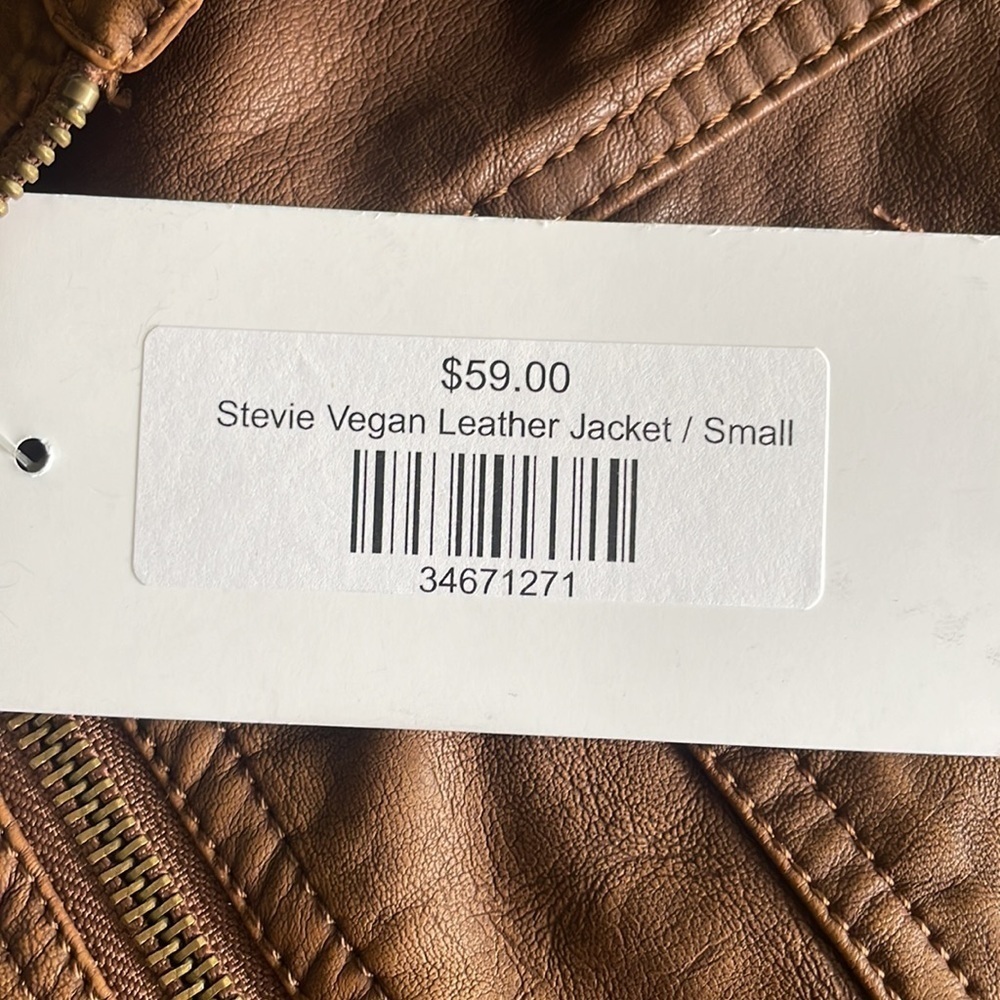 $59.00
Stevie Vegan Leather Jacket / Small
34671271